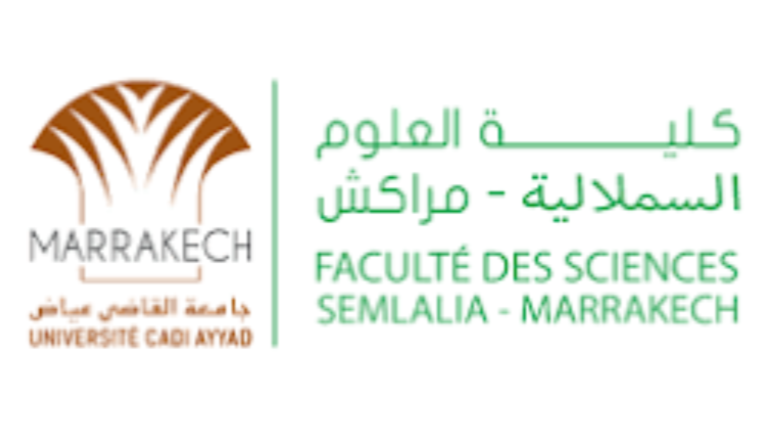 MARRAKECH
جامعة القاضي عياض
UNIVERSITÉ CADI AYYAD
كلية العلوم
السملالية - مراكش
FACULTÉ DES SCIENCES
SEMLALIA - MARRAKECH